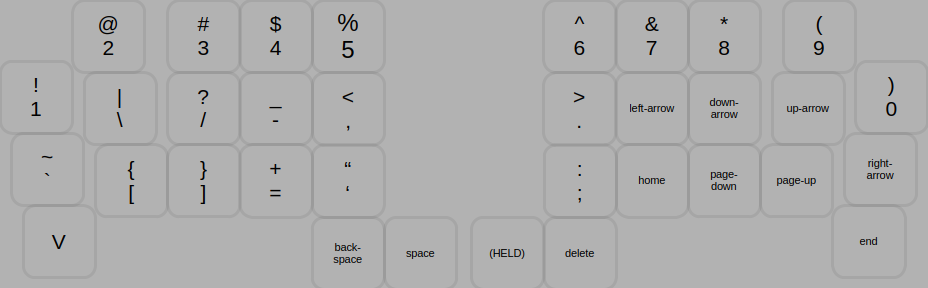 @ # $ % ^ & * (
2 3 4 5 6 7 8 9
! )
1 0
| ? _ < > left-arrow down-arrow up-arrow
\ / - , .
~ right-arrow
`
{ } + “ : home page-down page-up
[ ] = ‘ ;
V back-space space (HELD) delete end